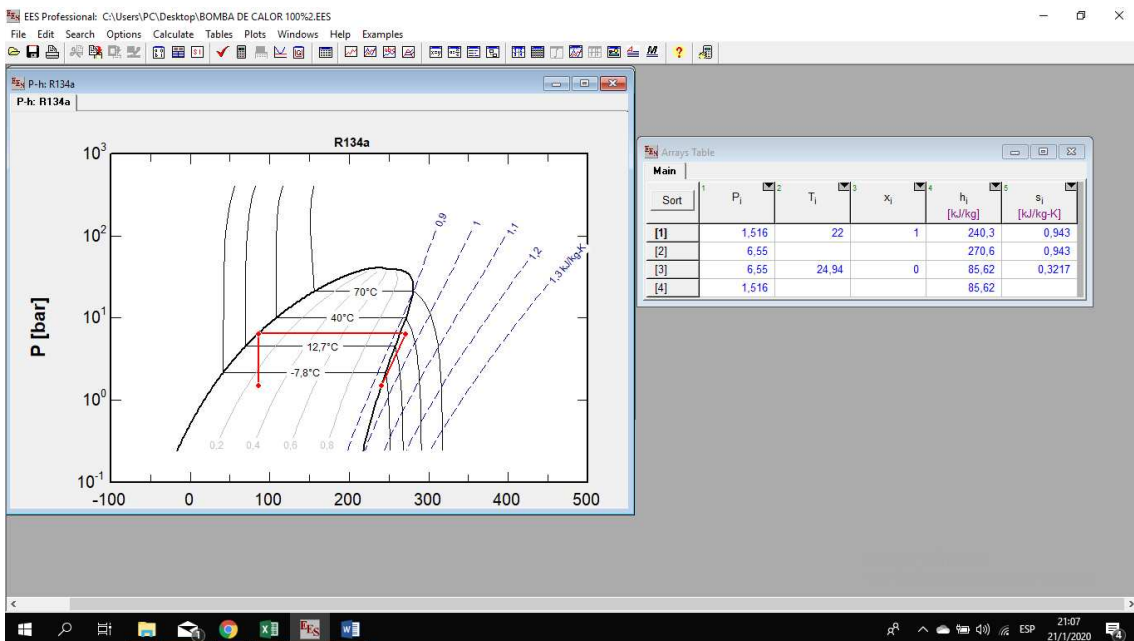 EES Professional: C:\Users\PC\Desktop\BOMBA DE CALOR 100%2.EES
File Edit Search Options Calculate Tables Plots Windows Help Examples
P-h: R134a
P-h: R134a
R134a
10³
10²
10¹
10⁰
10⁻¹
P [bar]
-100 0 100 200 300 400 500
70°C
40°C
12,7°C
-7,8°C
0,2 0,4 0,6 0,8
0,9
1
1,1
1,2
1,3 kJ/kg-K
Arrays Table
Main
Sort
1 Pi 2 Ti 3 xi 4 hi [kJ/kg] 5 si [kJ/kg-K]
[1] 1,516 22 1 240,3 0,943
[2] 6,55 270,6 0,943
[3] 6,55 24,94 0 85,62 0,3217
[4] 1,516 85,62
ESP
21:07
21/1/2020